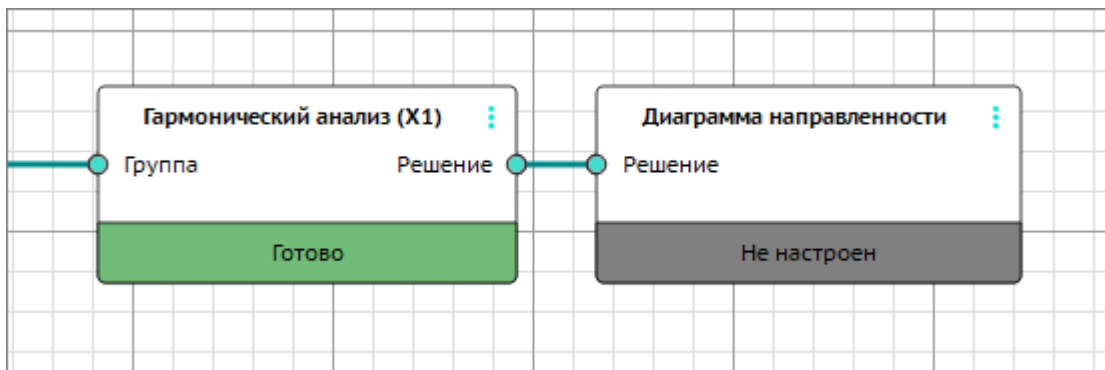 Гармонический анализ (X1)
Группа
Решение
Готово
Диаграмма направленности
Решение
Не настроен